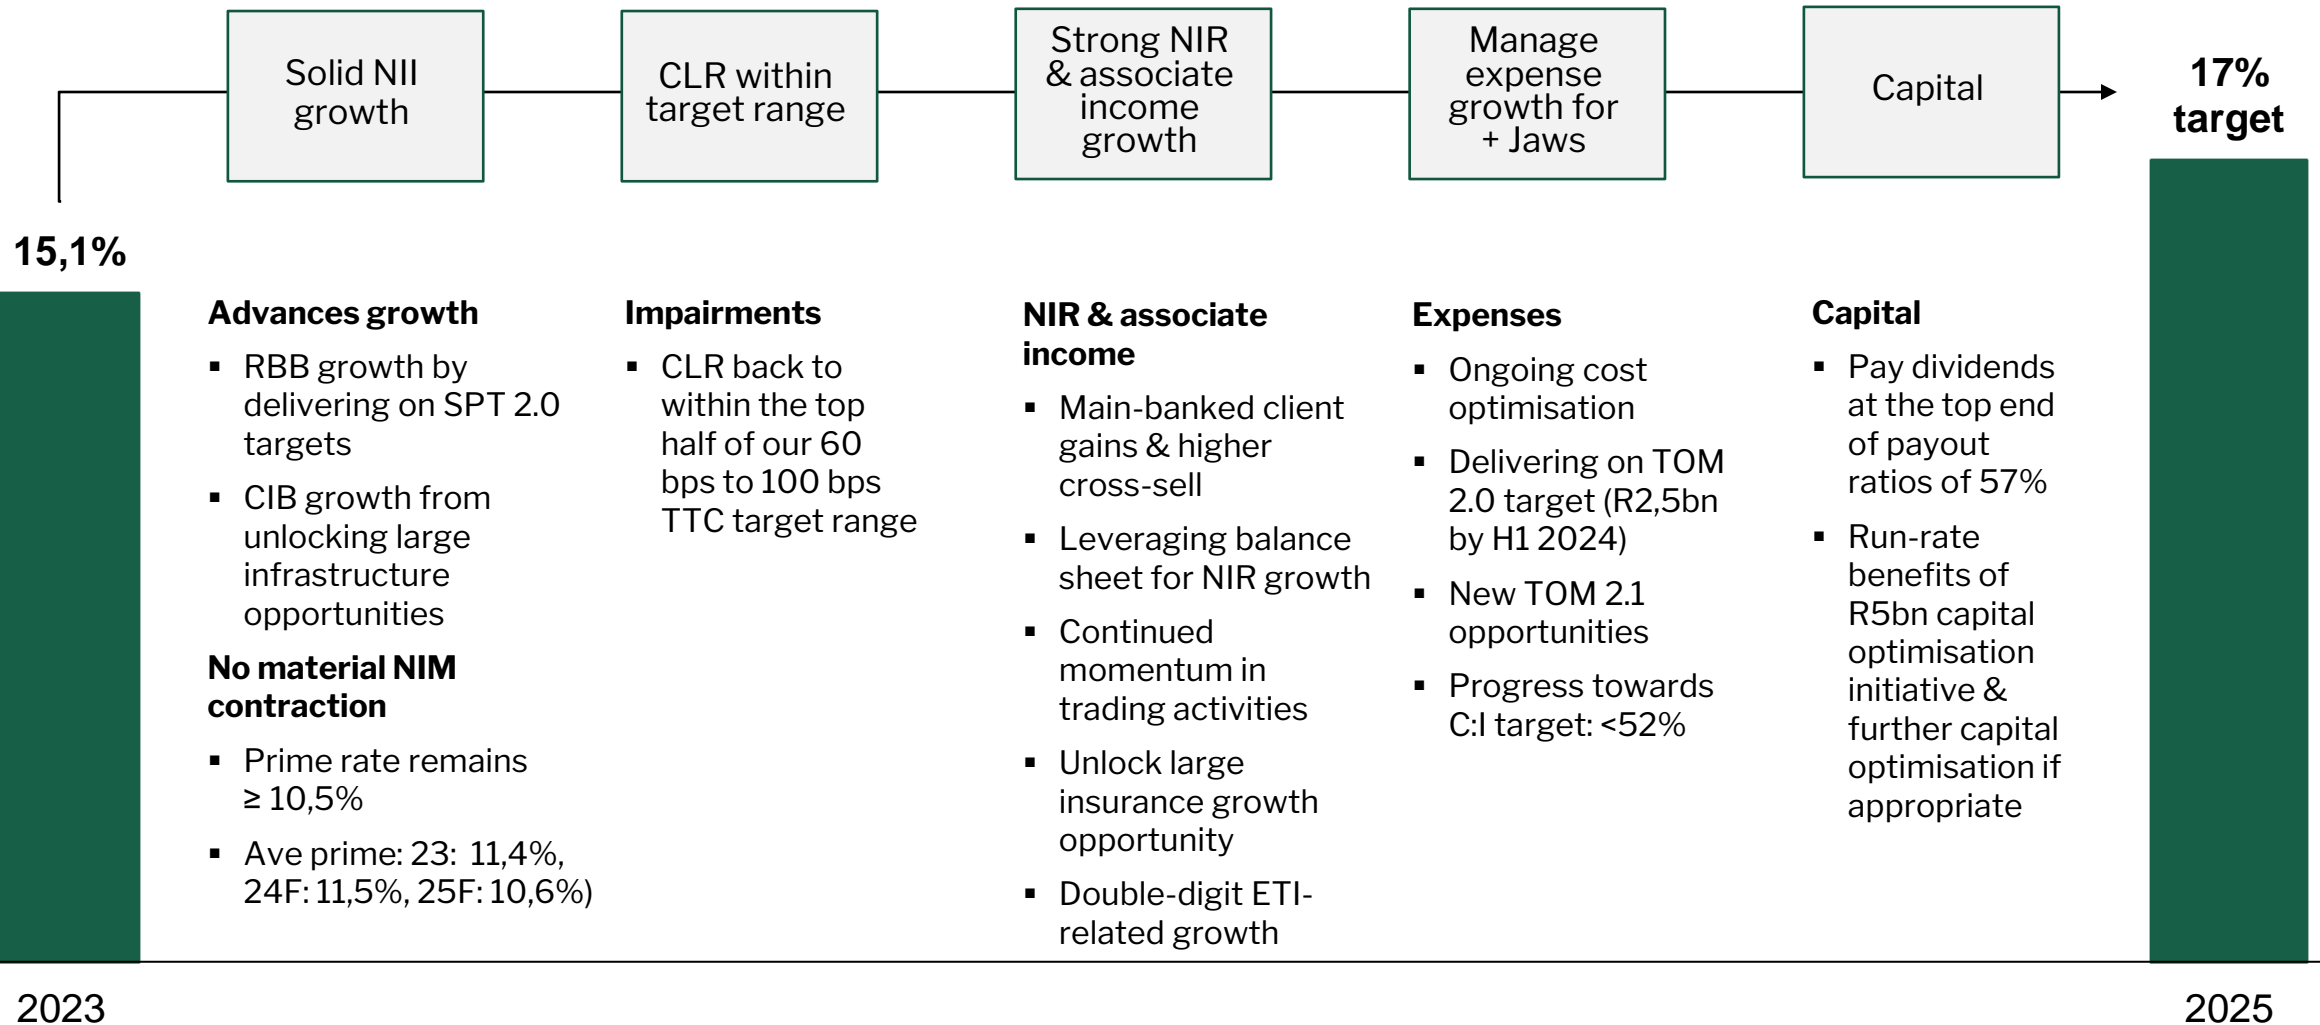 Solid NII
growth
CLR within
target range
Strong NIR
& associate
income
growth
Manage
expense
growth for
+ Jaws
Capital
17%
target
15,1%
Advances growth
▪ RBB growth by
delivering on SPT 2.0
targets
▪ CIB growth from
unlocking large
infrastructure
opportunities
No material NIM
contraction
▪ Prime rate remains
≥ 10,5%
▪ Ave prime: 23: 11,4%,
24F: 11,5%, 25F: 10,6%)
Impairments
▪ CLR back to
within the top
half of our 60
bps to 100 bps
TTC target range
NIR & associate
income
▪ Main-banked client
gains & higher
cross-sell
▪ Leveraging balance
sheet for NIR growth
▪ Continued
momentum in
trading activities
▪ Unlock large
insurance growth
opportunity
▪ Double-digit ETI-
related growth
Expenses
▪ Ongoing cost
optimisation
▪ Delivering on TOM
2.0 target (R2,5bn
by H1 2024)
▪ New TOM 2.1
opportunities
▪ Progress towards
C:I target: <52%
Capital
▪ Pay dividends
at the top end
of payout
ratios of 57%
▪ Run-rate
benefits of
R5bn capital
optimisation
initiative &
further capital
optimisation if
appropriate
2023
2025